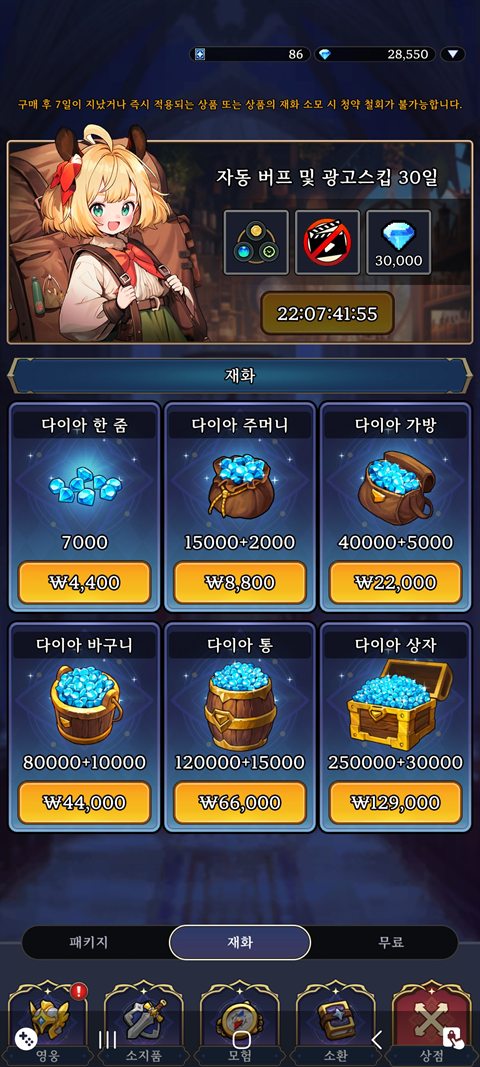 86
28,550
구매 후 7일이 지났거나 즉시 적용되는 상품 또는 상품의 재화 소모 시 청약 철회가 불가능합니다.
자동 버프 및 광고스킵 30일
30,000
22:07:41:55
재화
다이아 한 줌
다이아 주머니
다이아 가방
7000
15000+2000
40000+5000
₩4,400
₩8,800
₩22,000
다이아 바구니
다이아 통
다이아 상자
80000+10000
120000+15000
250000+30000
₩44,000
₩66,000
₩129,000
패키지
재화
무료
영웅
소지품
모험
소환
상점